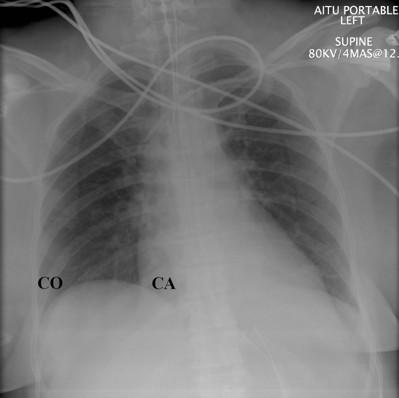 AITU PORTABLE
LEFT
SUPINE
80KV/4MAS@12.
CO
CA